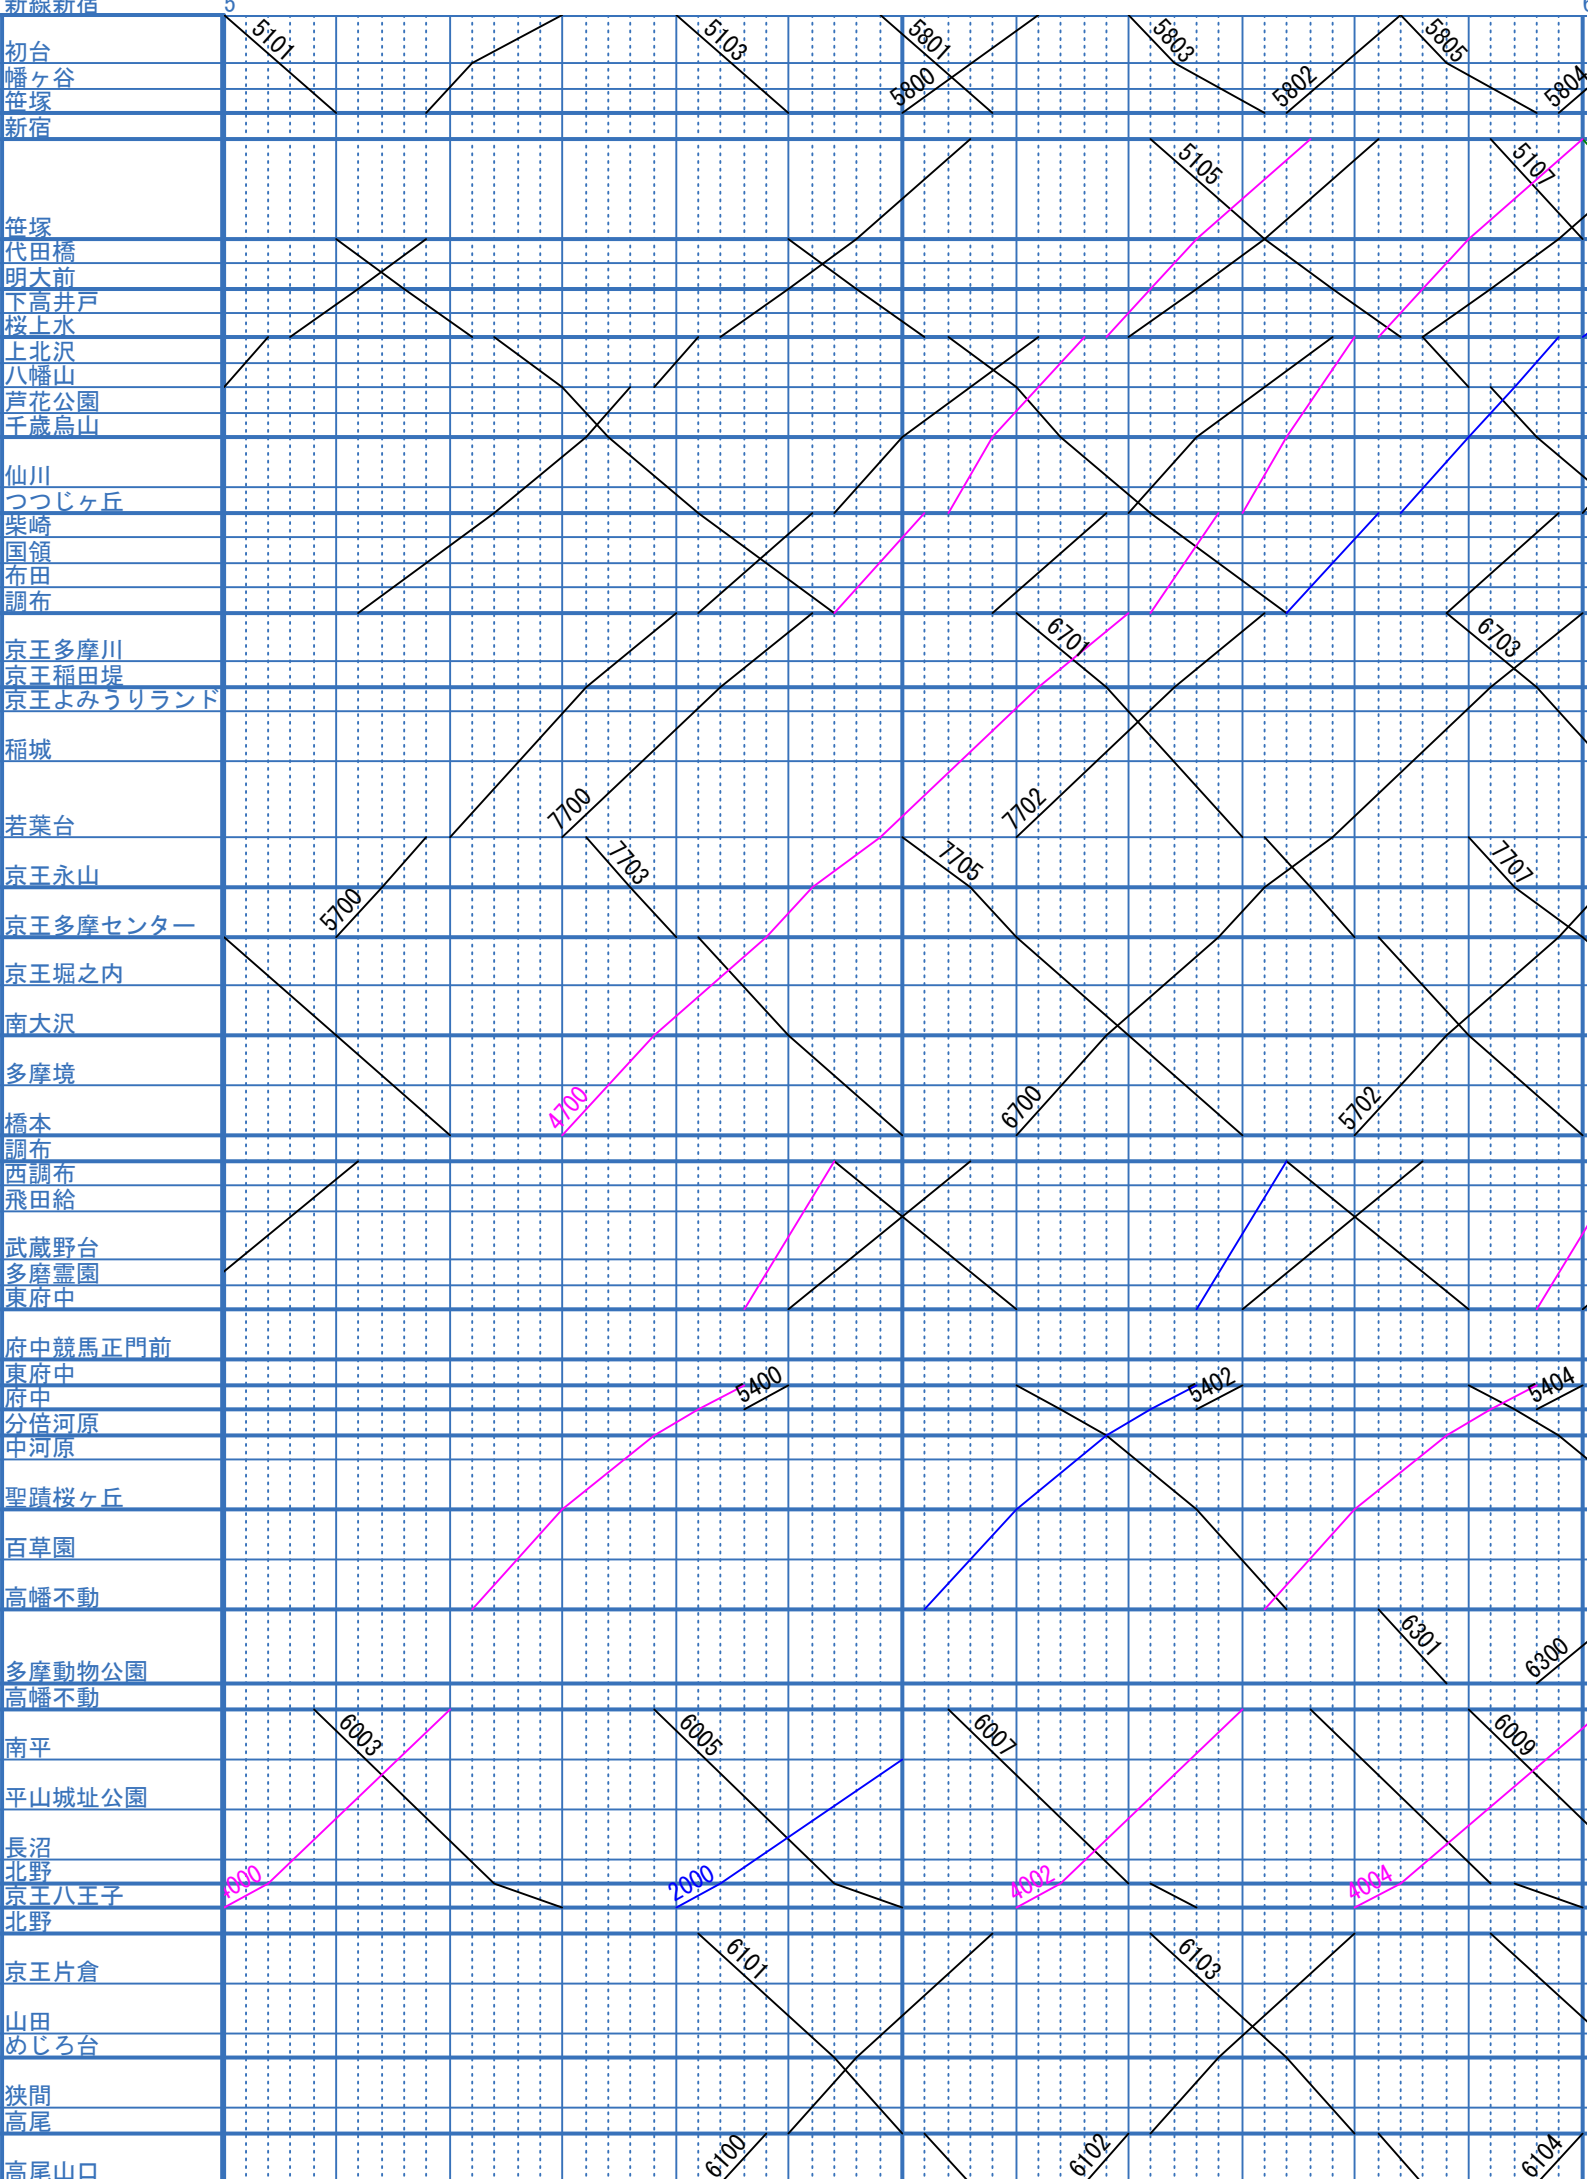 新線新宿 5
5101 5103 5801 5803 5805
初台
幡ヶ谷 5800 5802 5804
笹塚
新宿
5105 5107
笹塚
代田橋
明大前
下高井戸
桜上水
上北沢
八幡山
芦花公園
千歳烏山
仙川
つつじヶ丘
柴崎
国領
布田
調布
6701 6703
京王多摩川
京王稲田堤
京王よみうりランド
稲城
7700 7702
若葉台
7703 7705 7707
京王永山
5700
京王多摩センター
京王堀之内
南大沢
多摩境
4700 6700 5702
橋本
調布
西調布
飛田給
武蔵野台
多磨霊園
東府中
府中競馬正門前
東府中
5400 5402 5404
府中
分倍河原
中河原
聖蹟桜ヶ丘
百草園
高幡不動
6301 6300
多摩動物公園
高幡不動
6003 6005 6007 6009
南平
平山城址公園
長沼
北野
4000 2000 4002 4004
京王八王子
北野
6101 6103
京王片倉
山田
めじろ台
狭間
高尾
6100 6102 6104
高尾山口